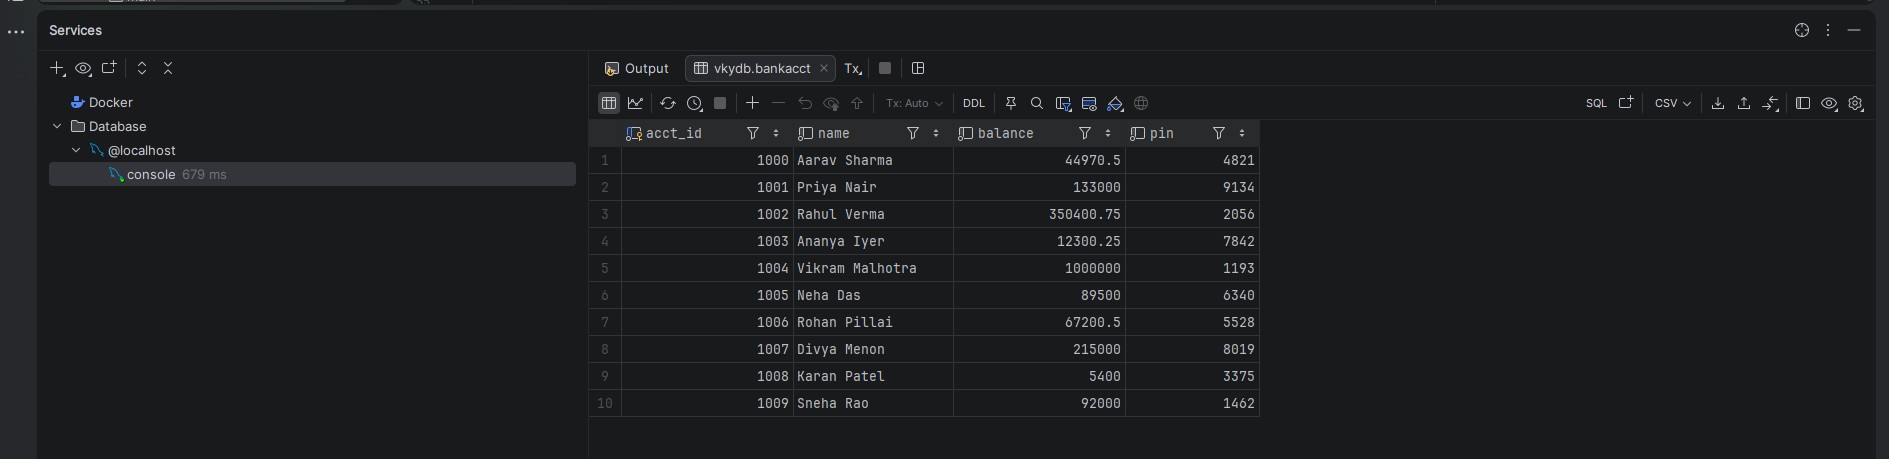 Services
Output vkydb.bankacct Tx
Docker
Database
@localhost
console 679 ms
Tx: Auto DDL SQL CSV
acct_id name balance pin
1 1000 Aarav Sharma 44970.5 4821
2 1001 Priya Nair 133000 9134
3 1002 Rahul Verma 350400.75 2056
4 1003 Ananya Iyer 12300.25 7842
5 1004 Vikram Malhotra 1000000 1193
6 1005 Neha Das 89500 6340
7 1006 Rohan Pillai 67200.5 5528
8 1007 Divya Menon 215000 8019
9 1008 Karan Patel 5400 3375
10 1009 Sneha Rao 92000 1462